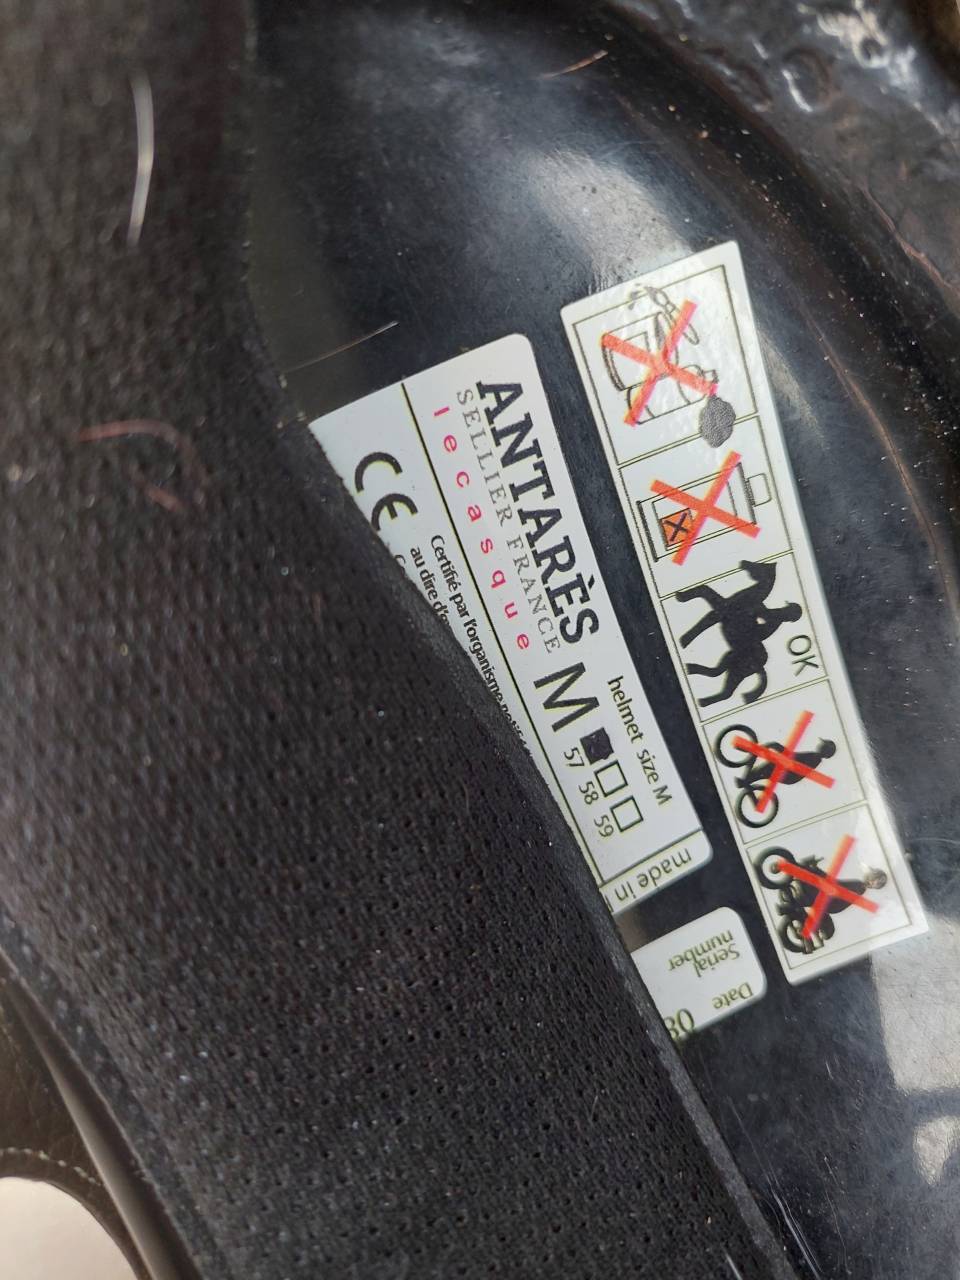 ANTARÈS
SELLIER FRANCE
le casque
M
57 58 59
helmet size M
CE
Certifié par l'organisme
au dire
made in
Serial
number
Date
08
OK